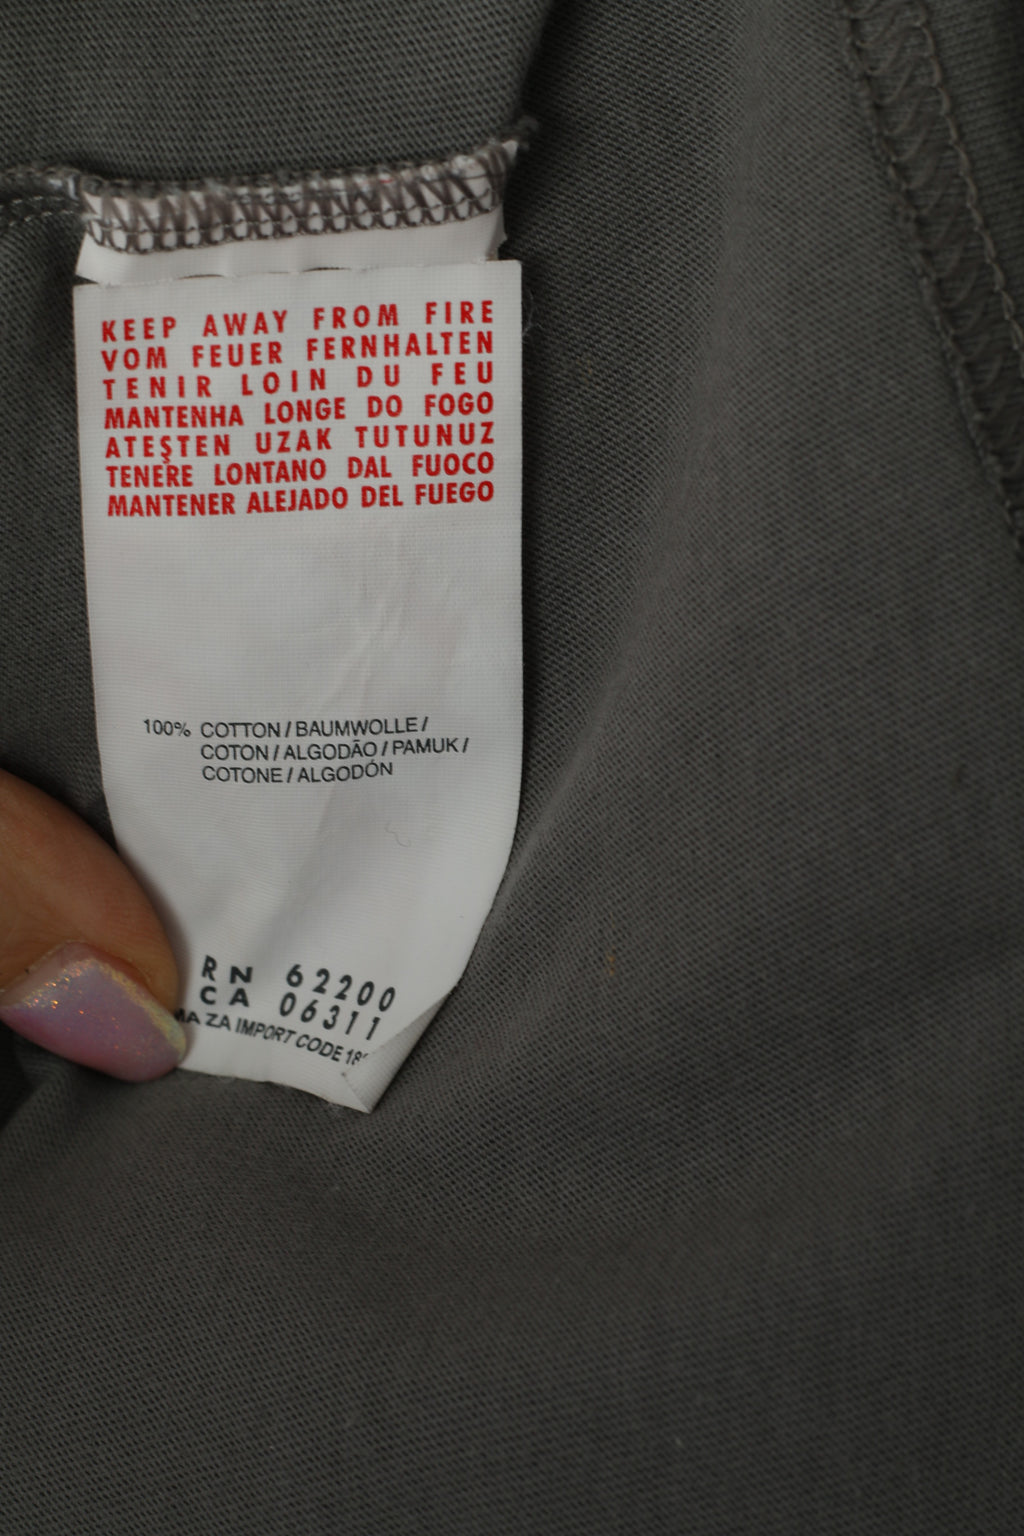 KEEP AWAY FROM FIRE
VOM FEUER FERNHALTEN
TENIR LOIN DU FEU
MANTENHA LONGE DO FOGO
ATEŞTEN UZAK TUTUNUZ
TENERE LONTANO DAL FUOCO
MANTENER ALEJADO DEL FUEGO
100% COTTON / BAUMWOLLE /
COTON / ALGODÃO / PAMUK /
COTONE / ALGODÓN
RN 62200
CA 06311
ZA IMPORT CODE